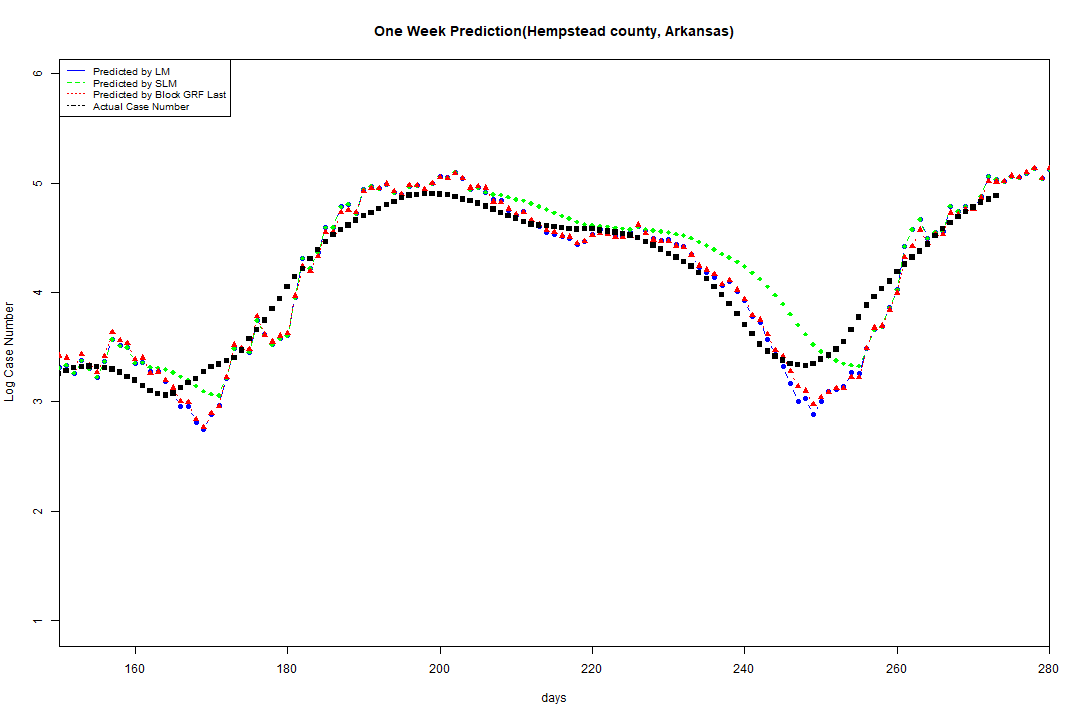 One Week Prediction(Hempstead county, Arkansas)
Predicted by LM
Predicted by SLM
Predicted by Block GRF Last
Actual Case Number
6
5
4
3
2
1
Log Case Number
160 180 200 220 240 260 280
days